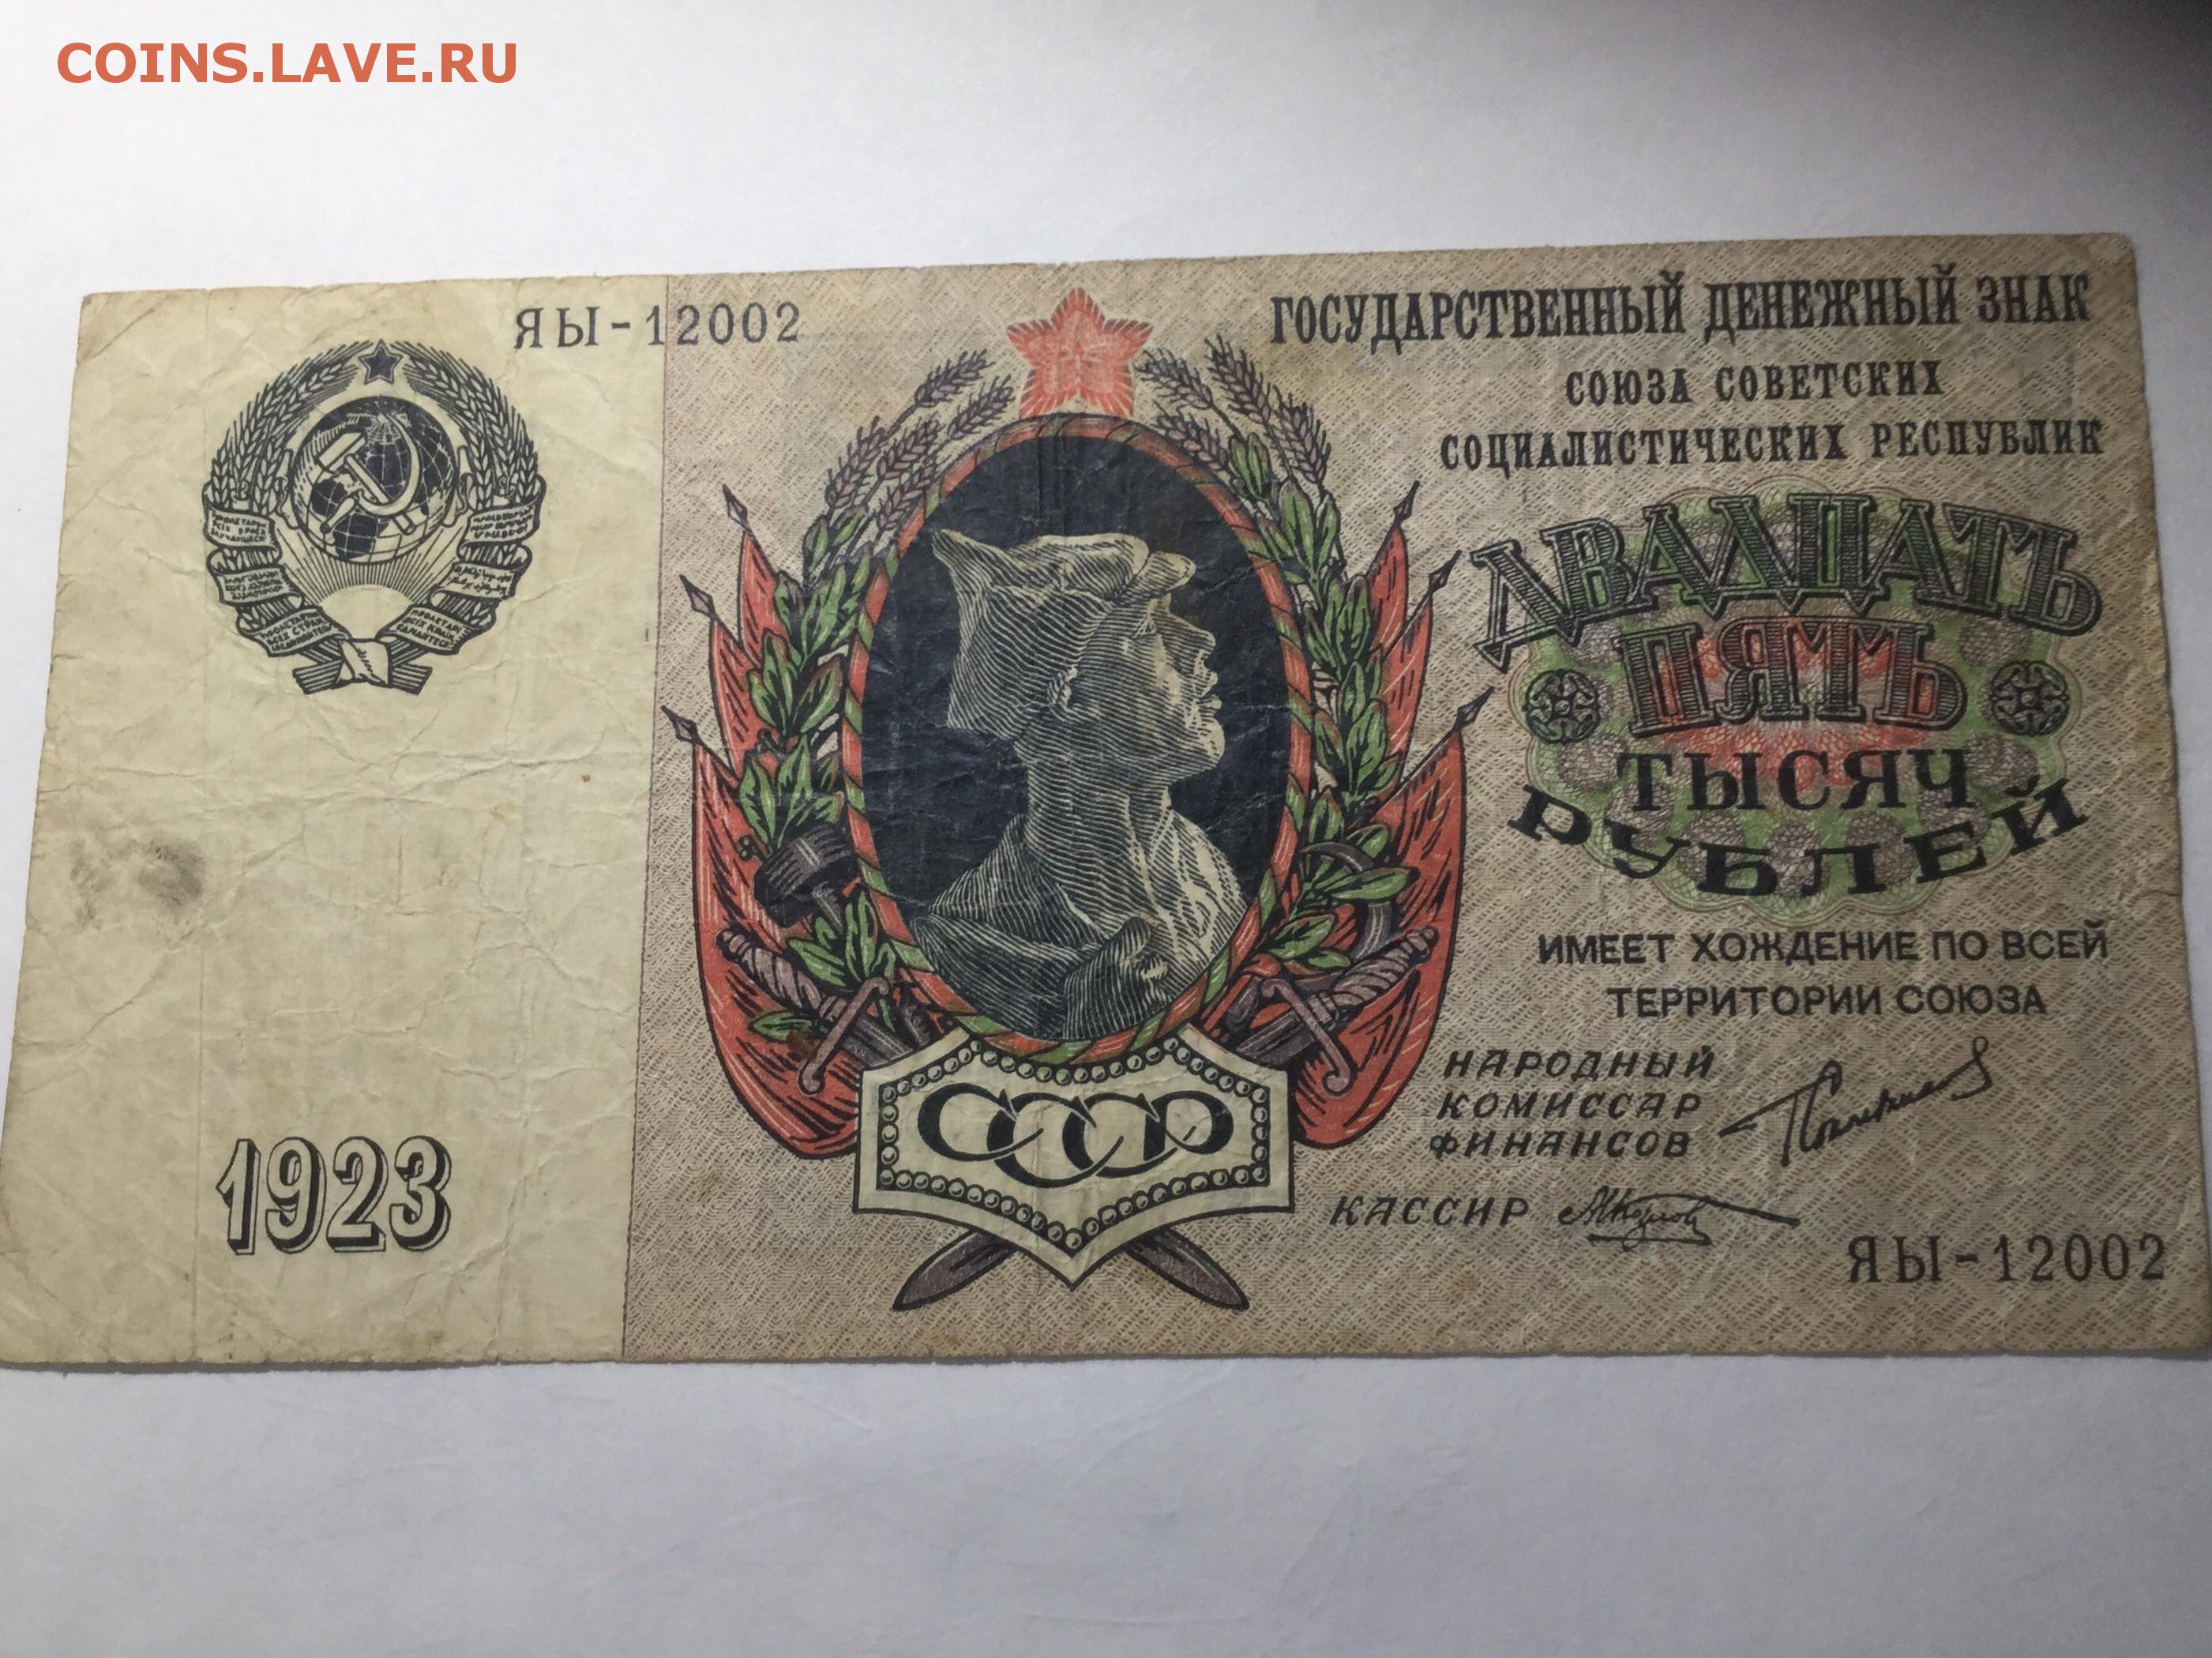 COINS.LAVE.RU
ЯЫ-12002
ГОСУДАРСТВЕННЫЙ ДЕНЕЖНЫЙ ЗНАК
СОЮЗА СОВЕТСКИХ
СОЦИАЛИСТИЧЕСКИХ РЕСПУБЛИК
ДВАДЦАТЬ
ПЯТЬ
ТЫСЯЧ
РУБЛЕЙ
ИМЕЕТ ХОЖДЕНИЕ ПО ВСЕЙ
ТЕРРИТОРИИ СОЮЗА
НАРОДНЫЙ
КОМИССАР
ФИНАНСОВ
СССР
1923
КАССИР
ЯЫ-12002